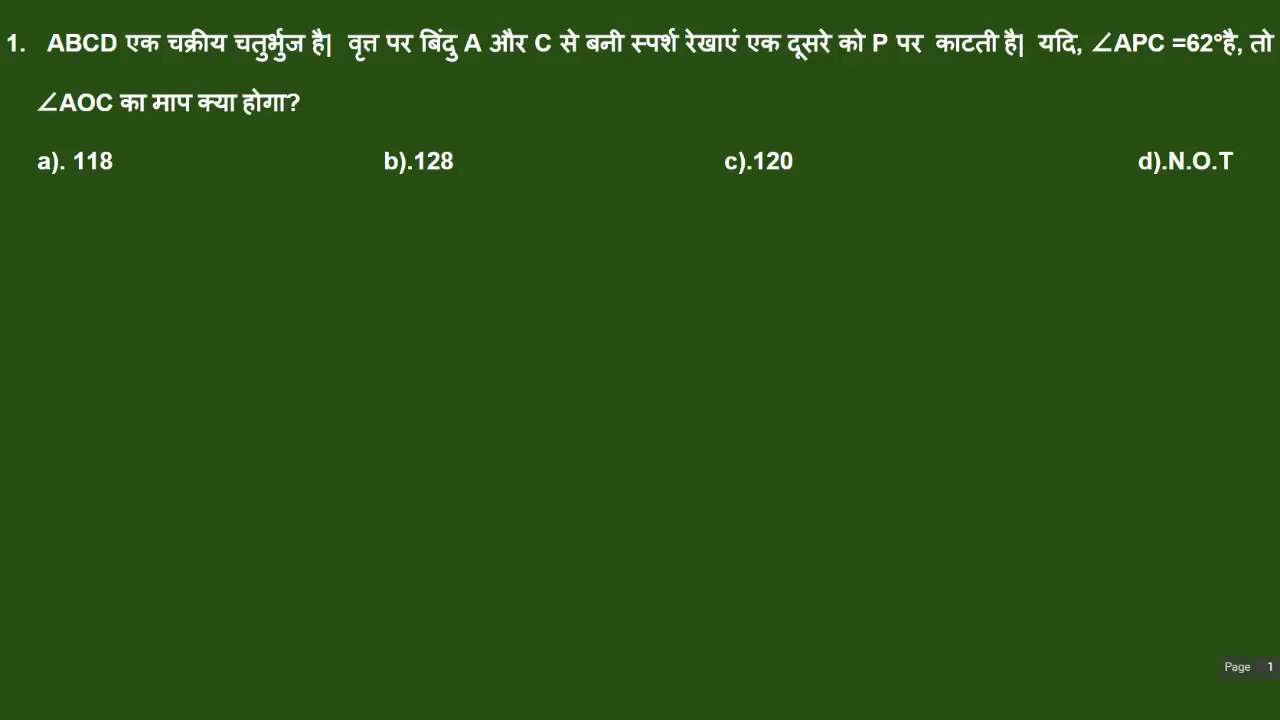 1. ABCD एक चक्रीय चतुर्भुज है| वृत्त पर बिंदु A और C से बनी स्पर्श रेखाएं एक दूसरे को P पर काटती है| यदि, ∠APC =62°है, तो
∠AOC का माप क्या होगा?
a). 118 b).128 c).120 d).N.O.T
Page 1